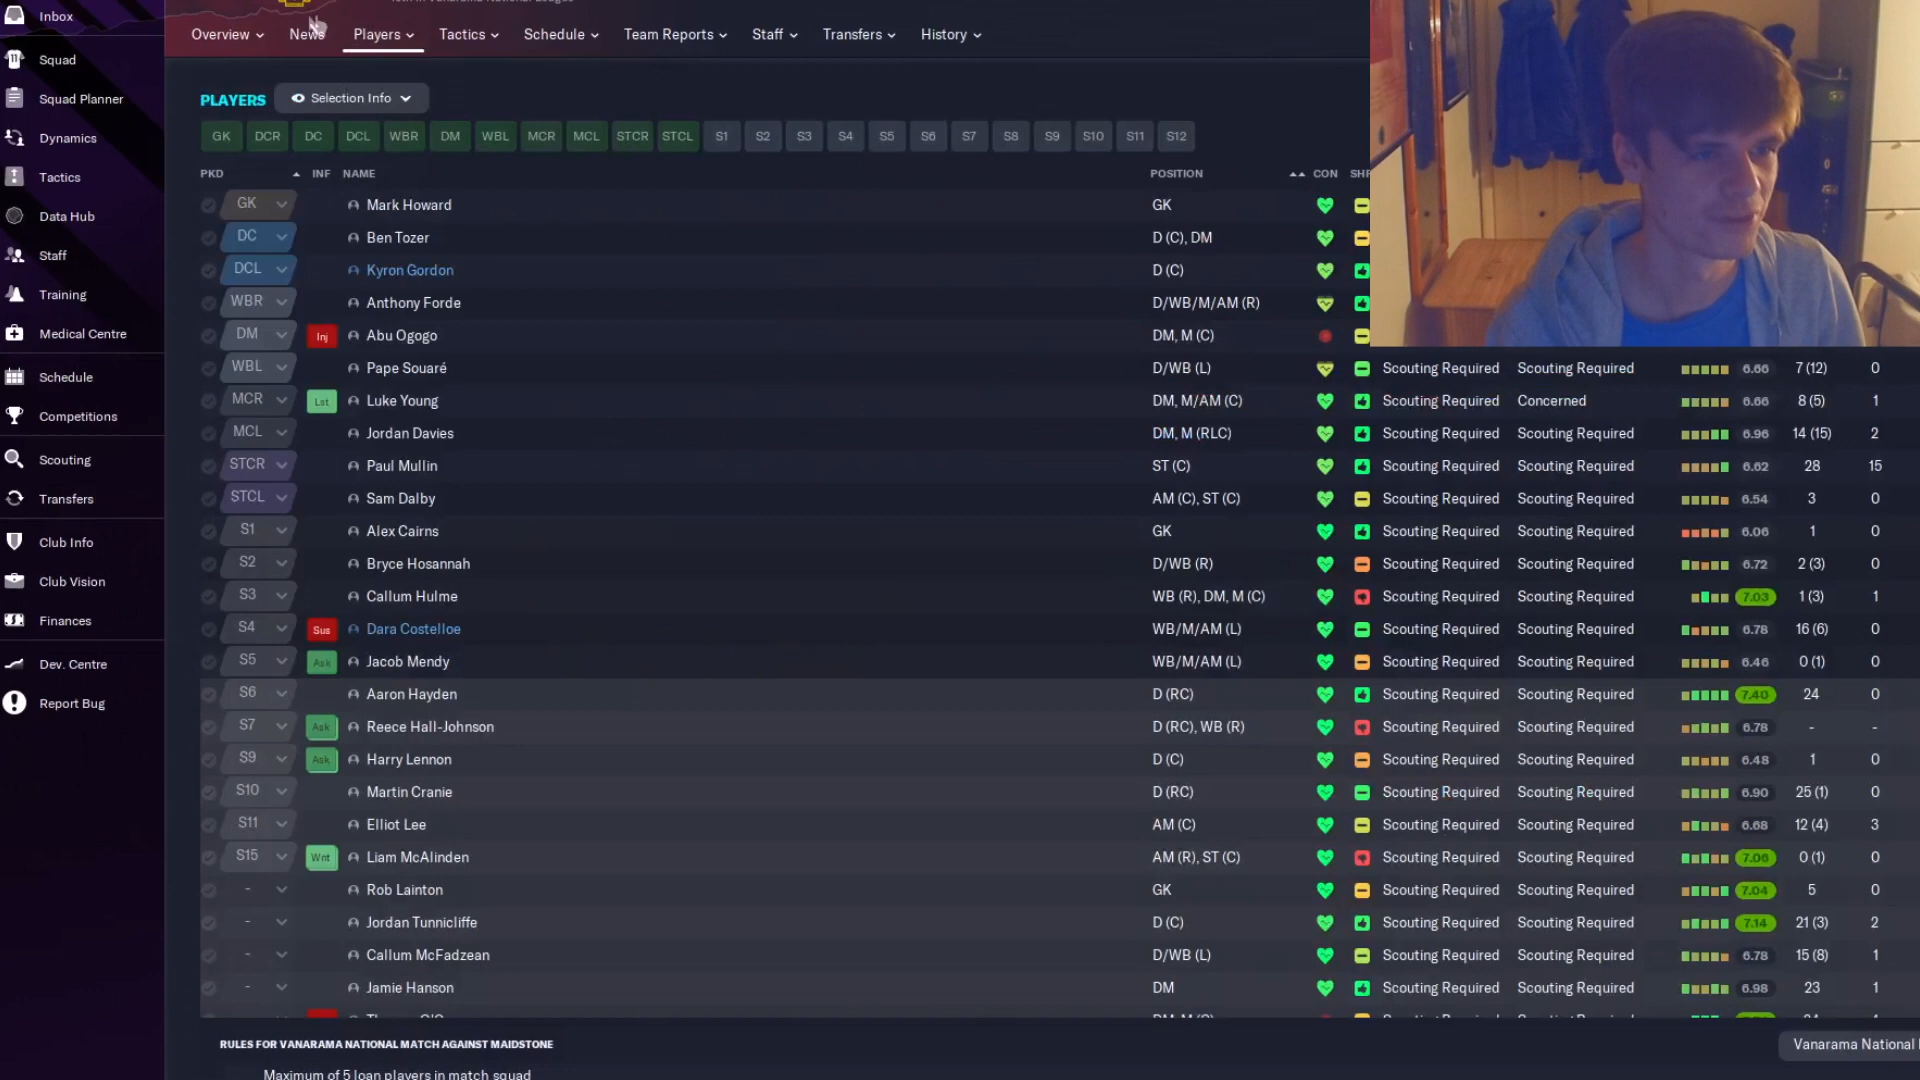 Inbox
Overview News Players Tactics Schedule Team Reports Staff Transfers History
Squad
Squad Planner
Dynamics
Tactics
Data Hub
Staff
Training
Medical Centre
Schedule
Competitions
Scouting
Transfers
Club Info
Club Vision
Finances
Dev. Centre
Report Bug
PLAYERS Selection Info
GK DCR DC DCL WBR DM WBL MCR MCL STCR STCL S1 S2 S3 S4 S5 S6 S7 S8 S9 S10 S11 S12
PKD INF NAME POSITION CON
GK Mark Howard GK
DC Ben Tozer D (C), DM
DCL Kyron Gordon D (C)
WBR Anthony Forde D/WB/M/AM (R)
DM Inj Abu Ogogo DM, M (C)
WBL Pape Souaré D/WB (L) Scouting Required Scouting Required 6.66 7 (12) 0
MCR Lst Luke Young DM, M/AM (C) Scouting Required Concerned 6.66 8 (5) 1
MCL Jordan Davies DM, M (RLC) Scouting Required Scouting Required 6.96 14 (15) 2
STCR Paul Mullin ST (C) Scouting Required Scouting Required 6.62 28 15
STCL Sam Dalby AM (C), ST (C) Scouting Required Scouting Required 6.54 3 0
S1 Alex Cairns GK Scouting Required Scouting Required 6.06 1 0
S2 Bryce Hosannah D/WB (R) Scouting Required Scouting Required 6.72 2 (3) 0
S3 Callum Hulme WB (R), DM, M (C) Scouting Required Scouting Required 7.03 1 (3) 1
S4 Sus Dara Costelloe WB/M/AM (L) Scouting Required Scouting Required 6.78 16 (6) 0
S5 Ask Jacob Mendy WB/M/AM (L) Scouting Required Scouting Required 6.46 0 (1) 0
S6 Aaron Hayden D (RC) Scouting Required Scouting Required 7.40 24 0
S7 Ask Reece Hall-Johnson D (RC), WB (R) Scouting Required Scouting Required 6.78 - -
S9 Ask Harry Lennon D (C) Scouting Required Scouting Required 6.48 1 0
S10 Martin Cranie D (RC) Scouting Required Scouting Required 6.90 25 (1) 0
S11 Elliot Lee AM (C) Scouting Required Scouting Required 6.68 12 (4) 3
S15 Wnt Liam McAlinden AM (R), ST (C) Scouting Required Scouting Required 7.06 0 (1) 0
- Rob Lainton GK Scouting Required Scouting Required 7.04 5 0
- Jordan Tunnicliffe D (C) Scouting Required Scouting Required 7.14 21 (3) 2
- Callum McFadzean D/WB (L) Scouting Required Scouting Required 6.78 15 (8) 1
- Jamie Hanson DM Scouting Required Scouting Required 6.98 23 1
RULES FOR VANARAMA NATIONAL MATCH AGAINST MAIDSTONE
Vanarama National
Maximum of 5 loan players in match squad